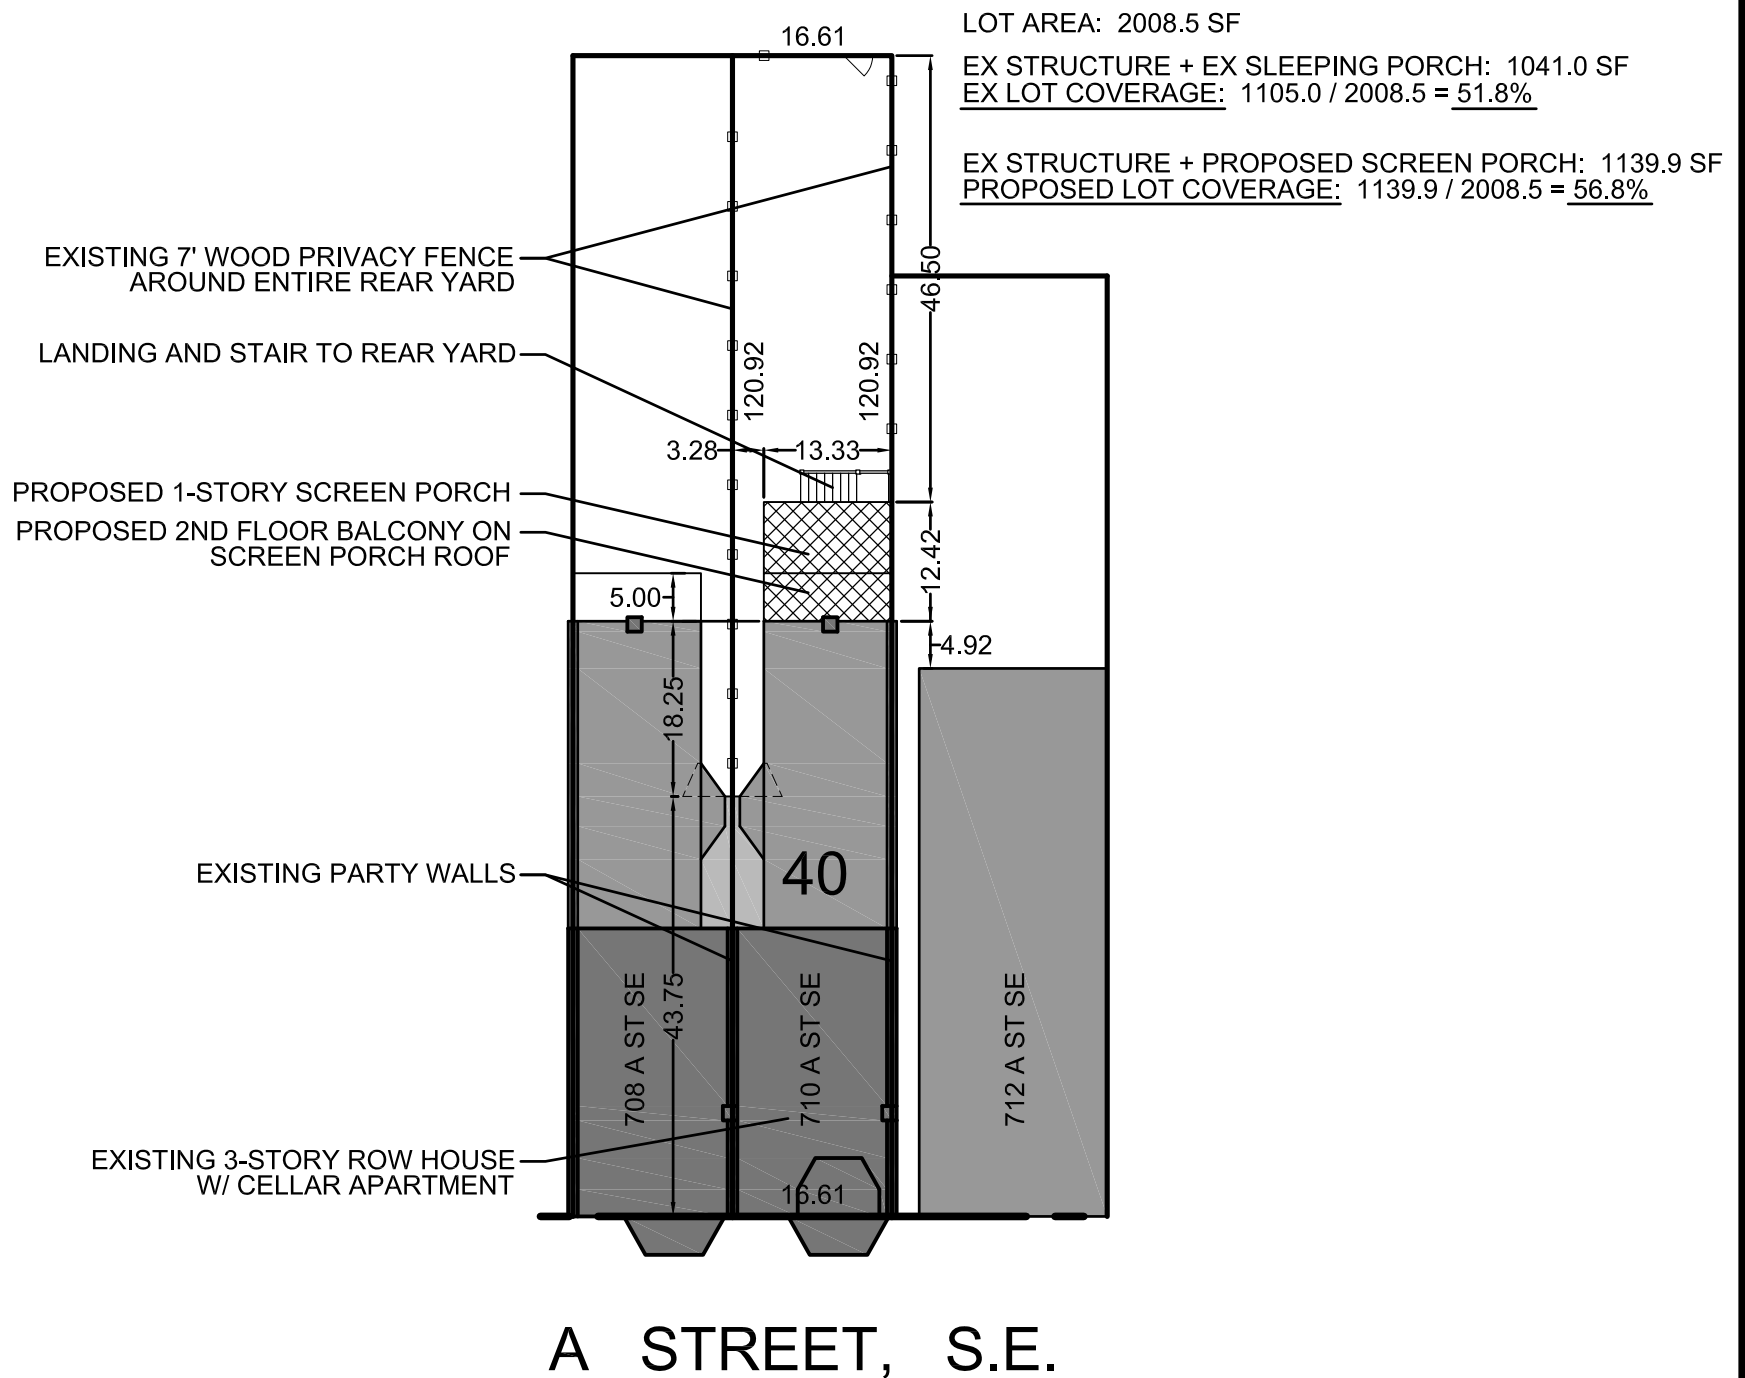 LOT AREA: 2008.5 SF
EX STRUCTURE + EX SLEEPING PORCH: 1041.0 SF
EX LOT COVERAGE: 1105.0 / 2008.5 = 51.8%
EX STRUCTURE + PROPOSED SCREEN PORCH: 1139.9 SF
PROPOSED LOT COVERAGE: 1139.9 / 2008.5 = 56.8%
16.61
EXISTING 7' WOOD PRIVACY FENCE
AROUND ENTIRE REAR YARD
46.50
LANDING AND STAIR TO REAR YARD
120.92
120.92
3.28
13.33
PROPOSED 1-STORY SCREEN PORCH
PROPOSED 2ND FLOOR BALCONY ON
SCREEN PORCH ROOF
12.42
5.00
4.92
18.25
40
EXISTING PARTY WALLS
708 A ST SE
43.75
710 A ST SE
712 A ST SE
EXISTING 3-STORY ROW HOUSE
W/ CELLAR APARTMENT
16.61
A STREET, S.E.